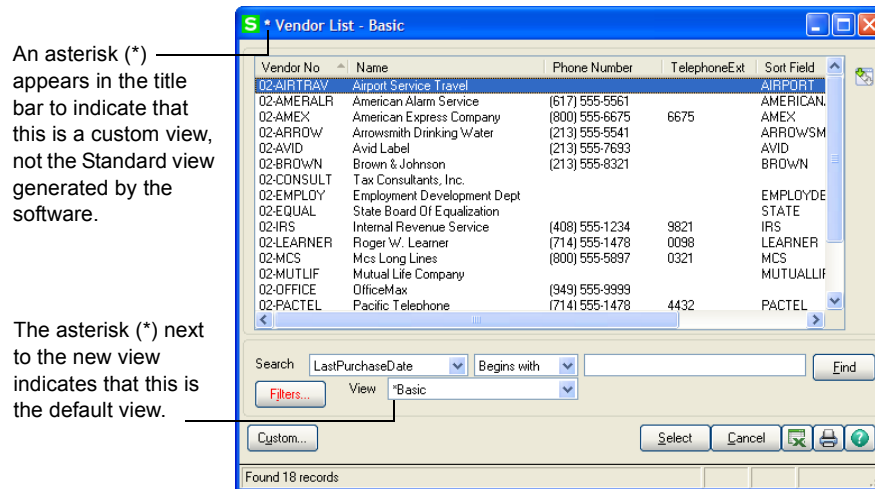 An asterisk (*)
appears in the title
bar to indicate that
this is a custom view,
not the Standard view
generated by the
software.
The asterisk (*) next
to the new view
indicates that this is
the default view.
S * Vendor List - Basic
Vendor No Name Phone Number TelephoneExt Sort Field
02-AIRTRAV Airport Service Travel AIRPORT
02-AMERALR American Alarm Service (617) 555-5561 AMERICAN.
02-AMEX American Express Company (800) 555-6675 6675 AMEX
02-ARROW Arrowsmith Drinking Water (213) 555-5541 ARROWSM
02-AVID Avid Label (213) 555-7693 AVID
02-BROWN Brown & Johnson (213) 555-8321 BROWN
02-CONSULT Tax Consultants, Inc.
02-EMPLOY Employment Development Dept EMPLOYDE
02-EQUAL State Board Of Equalization STATE
02-IRS Internal Revenue Service (408) 555-1234 9821 IRS
02-LEARNER Roger W. Learner (714) 555-1478 0098 LEARNER
02-MCS Mcs Long Lines (800) 555-5897 0321 MCS
02-MUTLIF Mutual Life Company MUTUALLIF
02-OFFICE OfficeMax (949) 555-9999
02-PACTEL Pacific Telephone (714) 555-1478 4432 PACTEL
Search LastPurchaseDate Begins with Find
Filters... View *Basic
Custom... Select Cancel
Found 18 records